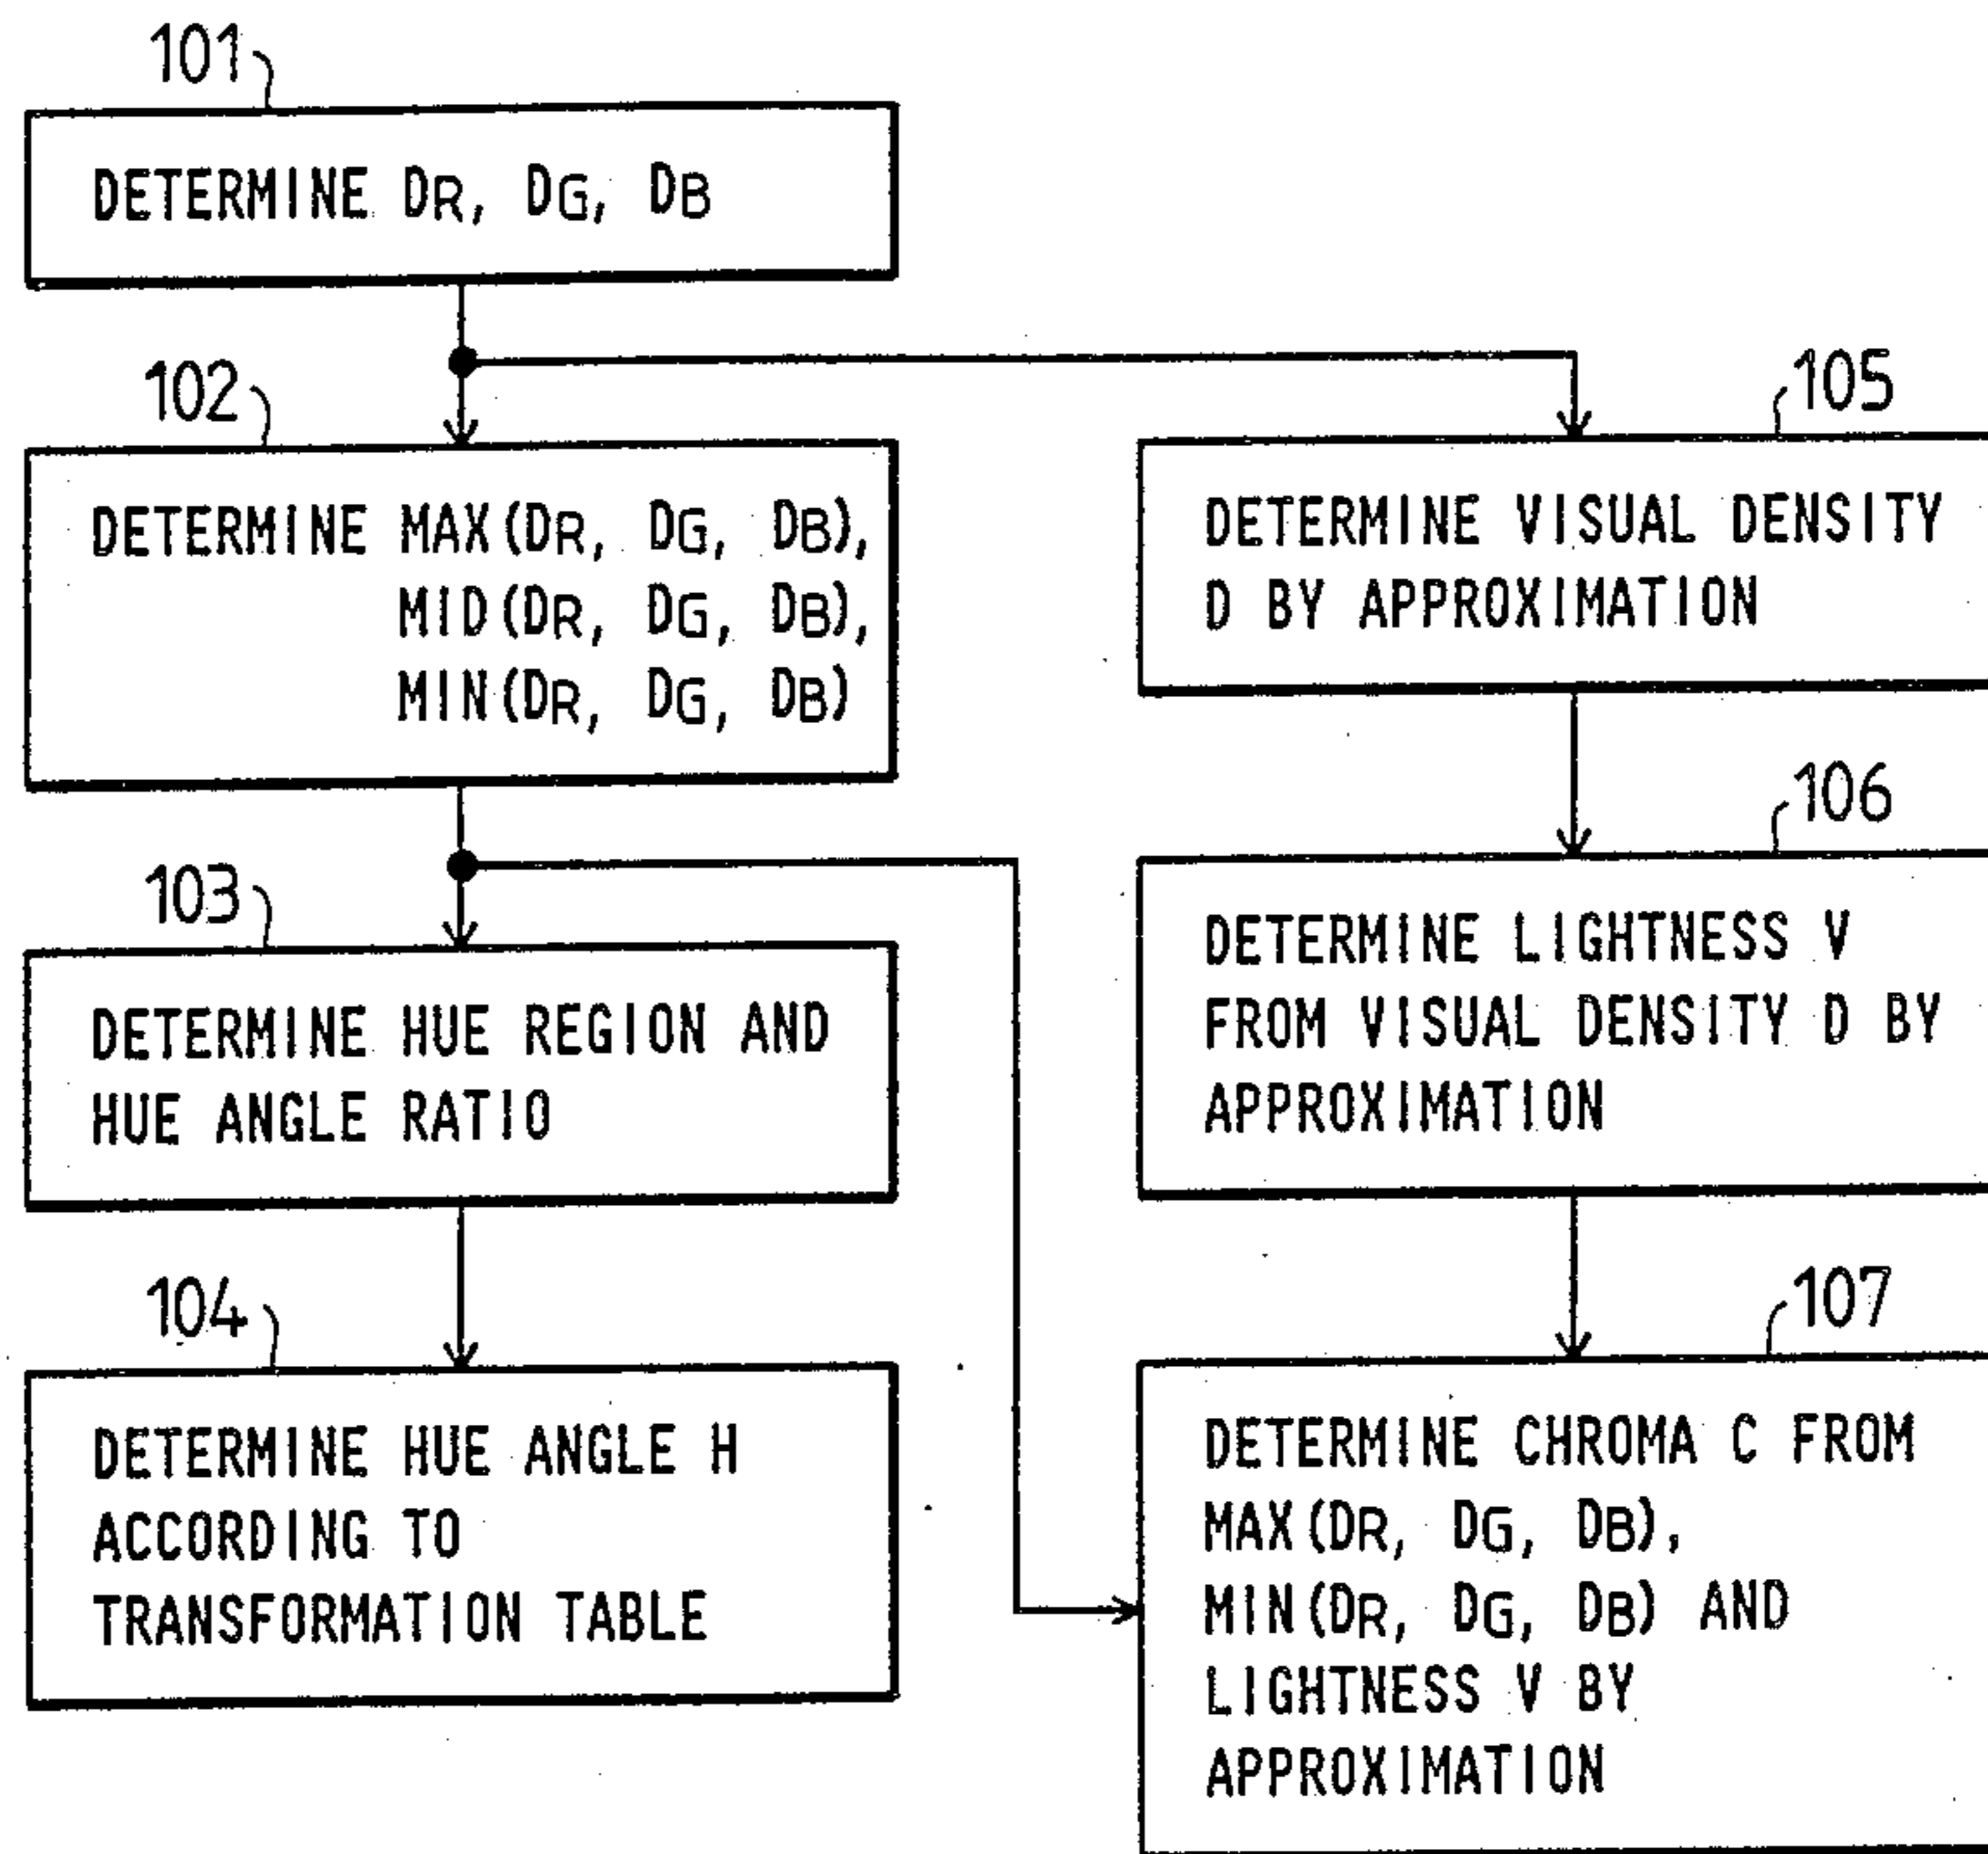 101
DETERMINE DR, DG, DB
102
DETERMINE MAX(DR, DG, DB),
MID(DR, DG, DB),
MIN(DR, DG, DB)
103
DETERMINE HUE REGION AND
HUE ANGLE RATIO
104
DETERMINE HUE ANGLE H
ACCORDING TO
TRANSFORMATION TABLE
105
DETERMINE VISUAL DENSITY
D BY APPROXIMATION
106
DETERMINE LIGHTNESS V
FROM VISUAL DENSITY D BY
APPROXIMATION
107
DETERMINE CHROMA C FROM
MAX(DR, DG, DB),
MIN(DR, DG, DB) AND
LIGHTNESS V BY
APPROXIMATION